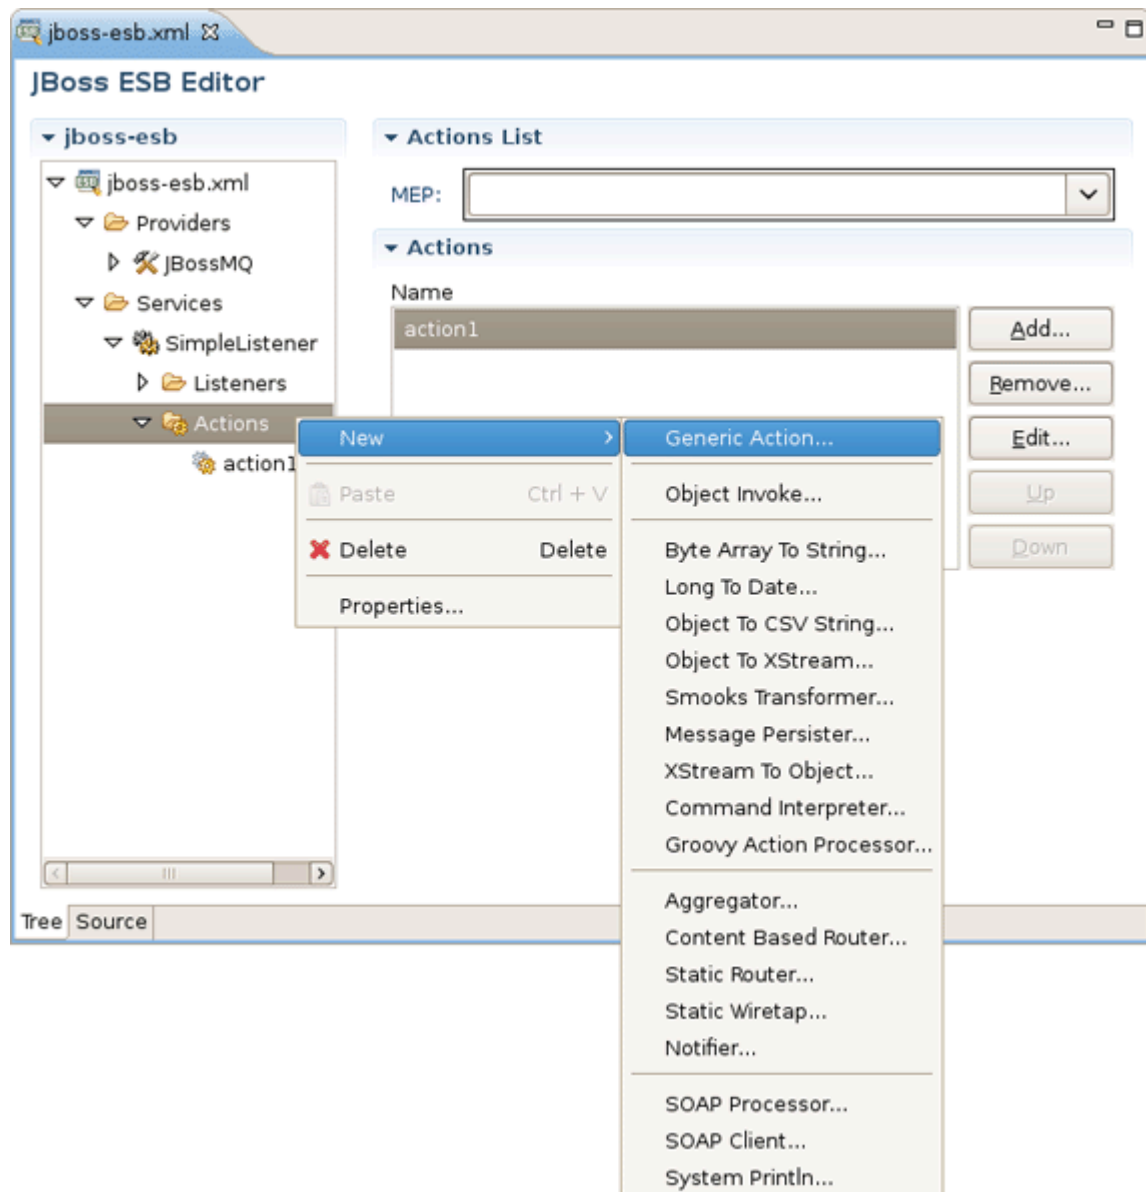 jboss-esb.xml
JBoss ESB Editor
jboss-esb
jboss-esb.xml
Providers
JBossMQ
Services
SimpleListener
Listeners
Actions
action1
Actions List
MEP:
Actions
Name
action1
Add...
Remove...
Edit...
Up
Down
New
Paste Ctrl + V
Delete Delete
Properties...
Generic Action...
Object Invoke...
Byte Array To String...
Long To Date...
Object To CSV String...
Object To XStream...
Smooks Transformer...
Message Persister...
XStream To Object...
Command Interpreter...
Groovy Action Processor...
Aggregator...
Content Based Router...
Static Router...
Static Wiretap...
Notifier...
SOAP Processor...
SOAP Client...
System Println...
Tree Source